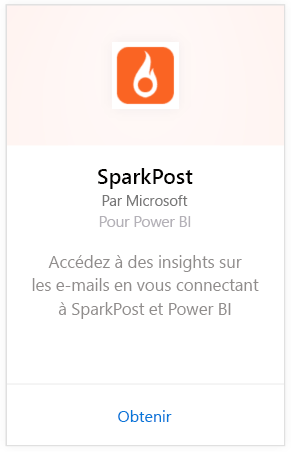 SparkPost
Par Microsoft
Pour Power BI
Accédez à des insights sur
les e-mails en vous connectant
à SparkPost et Power BI
Obtenir